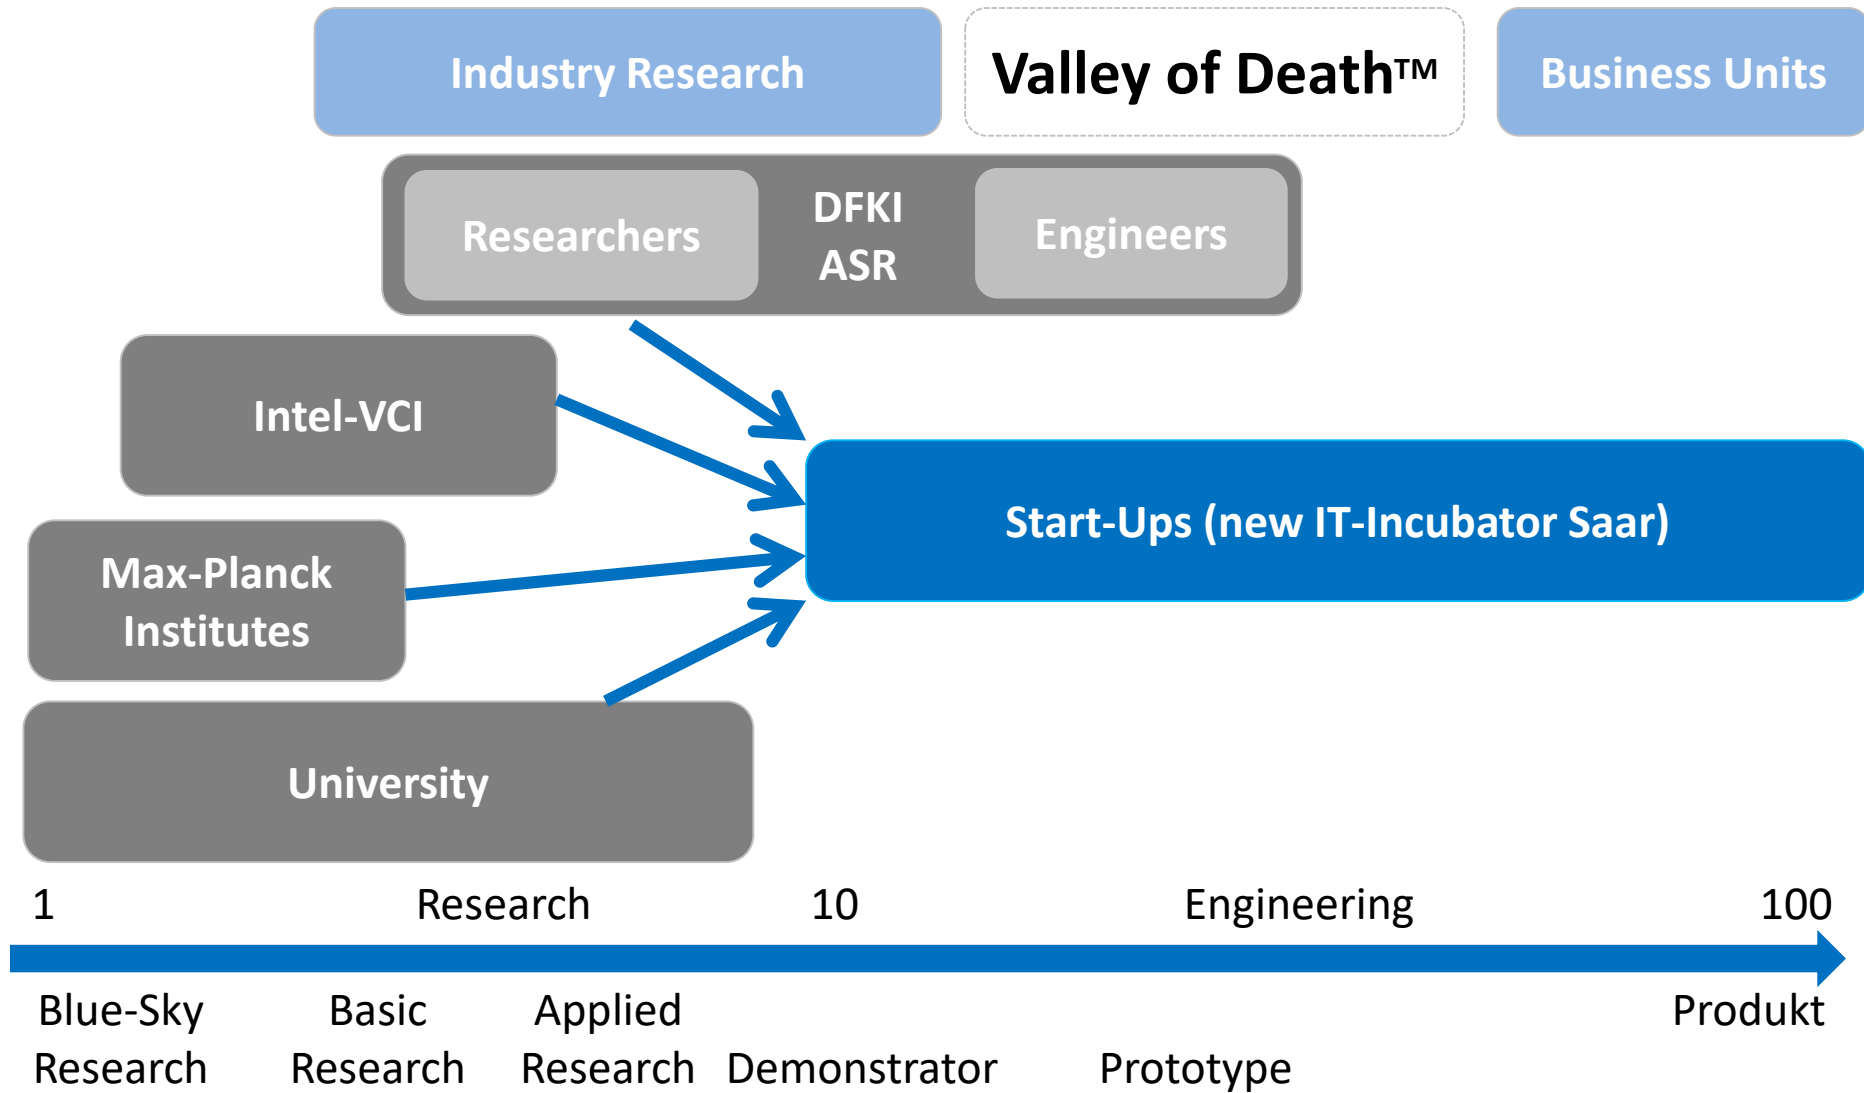 Industry Research
Valley of Death™
Business Units
Researchers
DFKI
ASR
Engineers
Intel-VCI
Start-Ups (new IT-Incubator Saar)
Max-Planck
Institutes
University
1
Research
10
Engineering
100
Blue-Sky
Research
Basic
Research
Applied
Research
Demonstrator
Prototype
Produkt